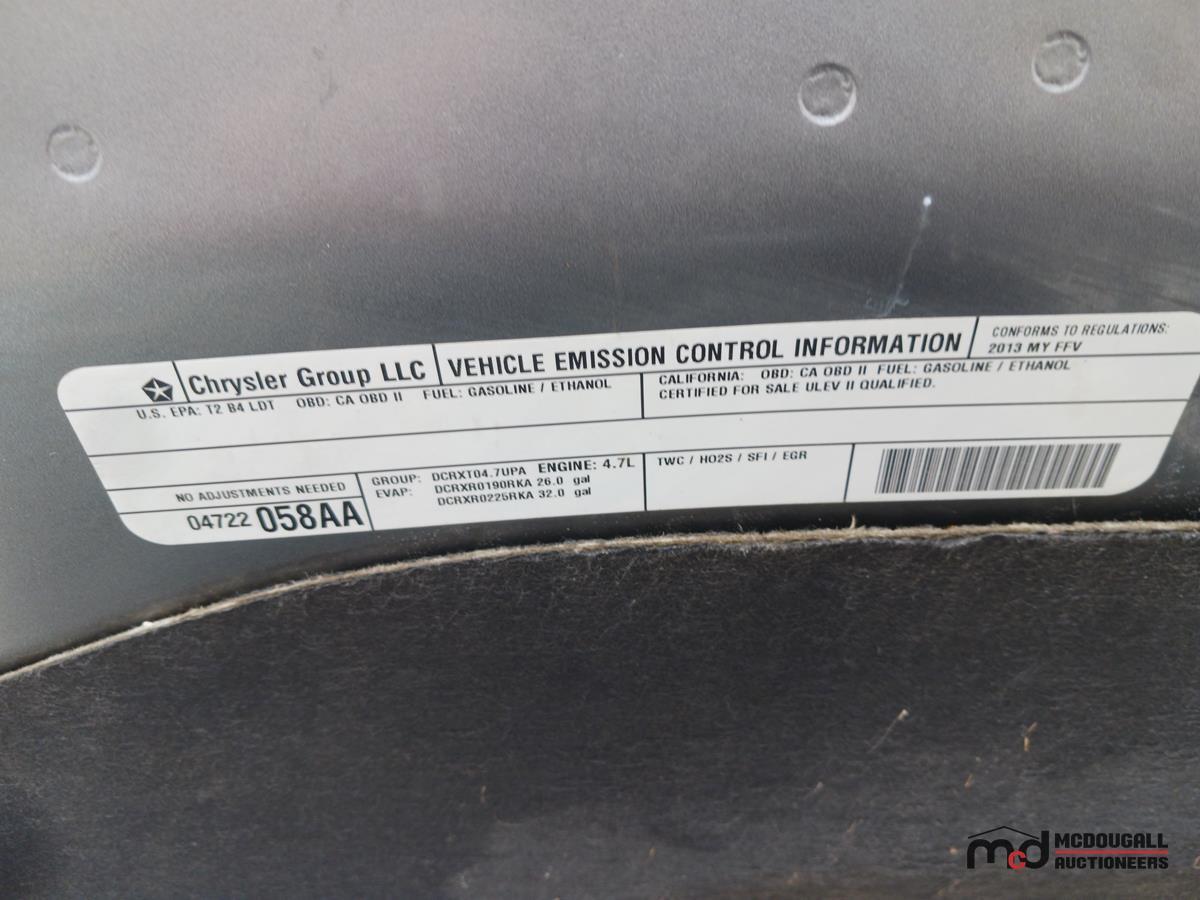 Chrysler Group LLC
VEHICLE EMISSION CONTROL INFORMATION
CONFORMS TO REGULATIONS:
2013 MY FFV
U.S. EPA: T2 B4 LDT OBD: CA OBD II FUEL: GASOLINE / ETHANOL
CALIFORNIA: OBD: CA OBD II FUEL: GASOLINE / ETHANOL
CERTIFIED FOR SALE ULEV II QUALIFIED.
NO ADJUSTMENTS NEEDED
04722 058AA
GROUP: DCRXT04.7UPA ENGINE: 4.7L
EVAP: DCRXR0190RKA 26.0 gal
DCRXR0225RKA 32.0 gal
TWC / HO2S / SFI / EGR
mcd
MCDOUGALL
AUCTIONEERS